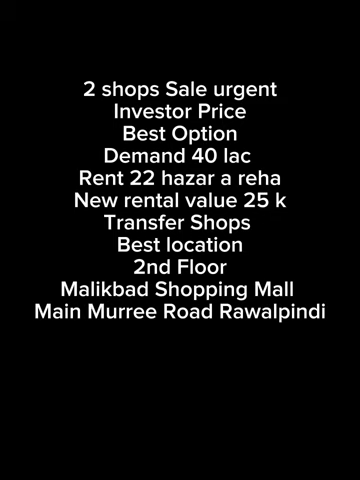 2 shops Sale urgent
Investor Price
Best Option
Demand 40 lac
Rent 22 hazar a reha
New rental value 25 k
Transfer Shops
Best location
2nd Floor
Malikbad Shopping Mall
Main Murree Road Rawalpindi